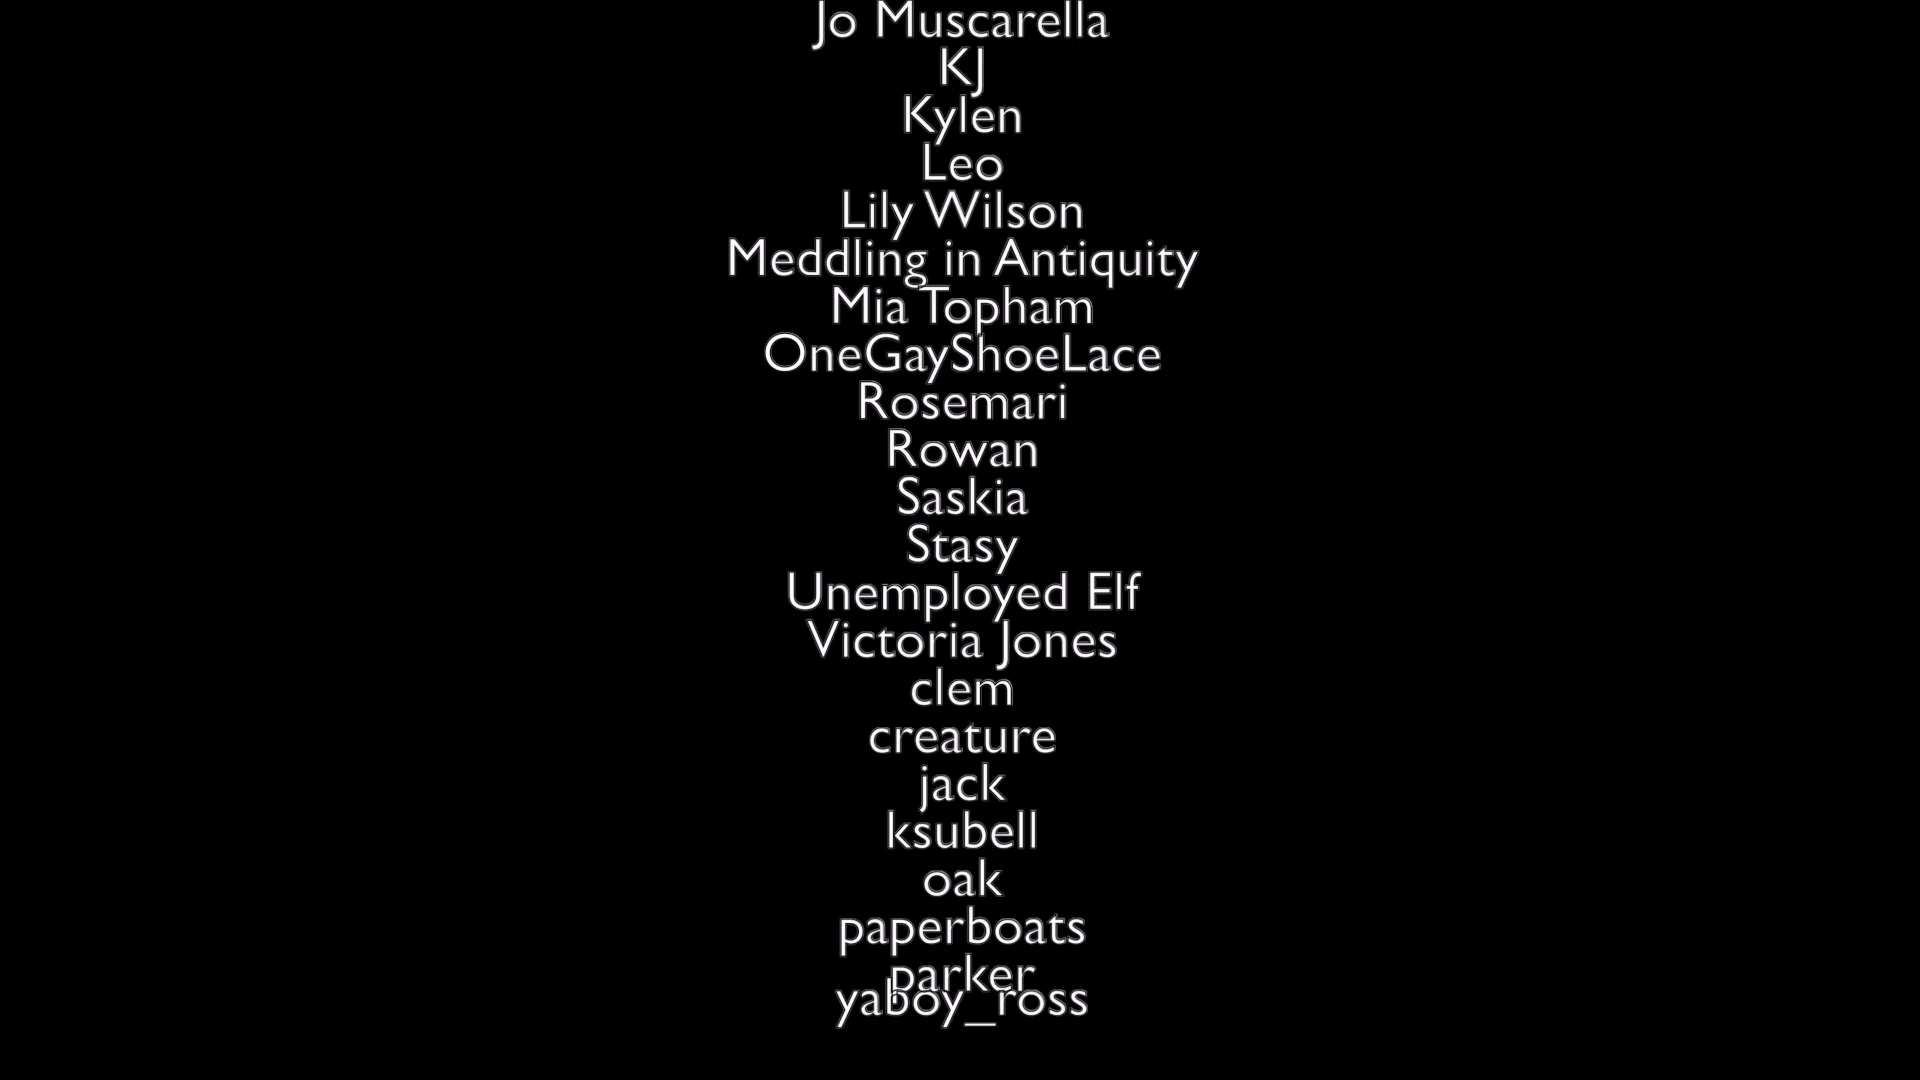 Jo Muscarella
KJ
Kylen
Leo
Lily Wilson
Meddling in Antiquity
Mia Topham
OneGayShoeLace
Rosemari
Rowan
Saskia
Stasy
Unemployed Elf
Victoria Jones
clem
creature
jack
ksubell
oak
paperboats
parker
yaboy_ross